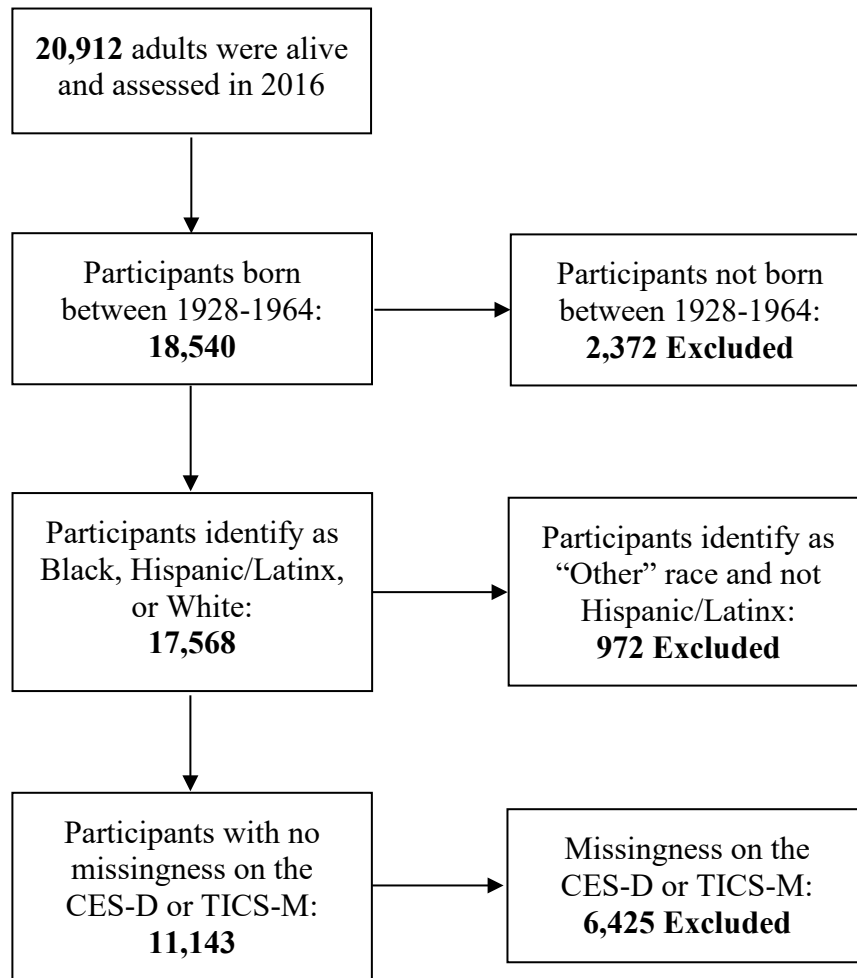 20,912 adults were alive
and assessed in 2016
Participants born
between 1928-1964:
18,540
Participants not born
between 1928-1964:
2,372 Excluded
Participants identify as
Black, Hispanic/Latinx,
or White:
17,568
Participants identify as
“Other” race and not
Hispanic/Latinx:
972 Excluded
Participants with no
missingness on the
CES-D or TICS-M:
11,143
Missingness on the
CES-D or TICS-M:
6,425 Excluded